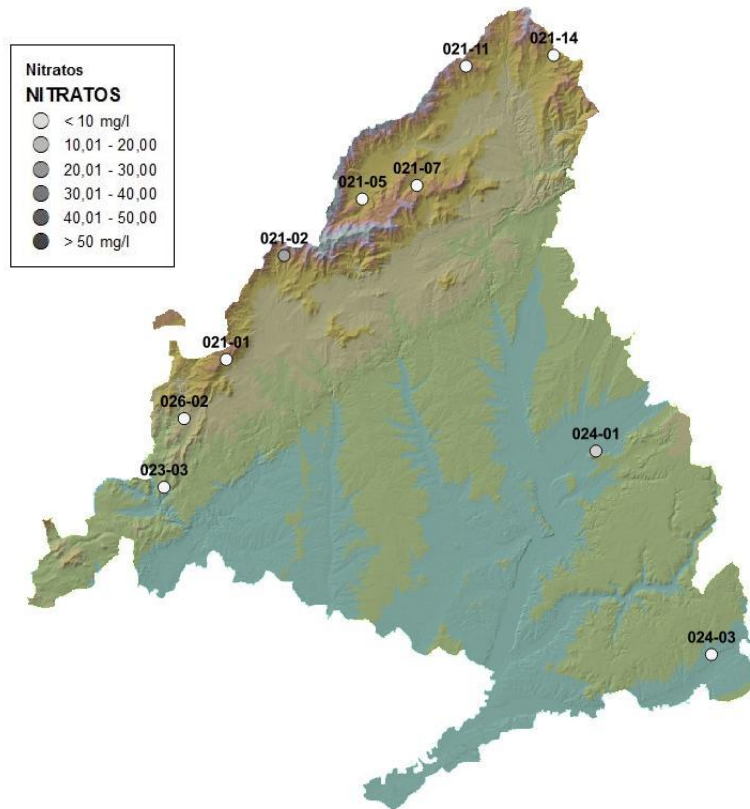 Nitratos
NITRATOS
< 10 mg/l
10,01 - 20,00
20,01 - 30,00
30,01 - 40,00
40,01 - 50,00
> 50 mg/l
021-11
021-14
021-07
021-05
021-02
021-01
026-02
024-01
023-03
024-03